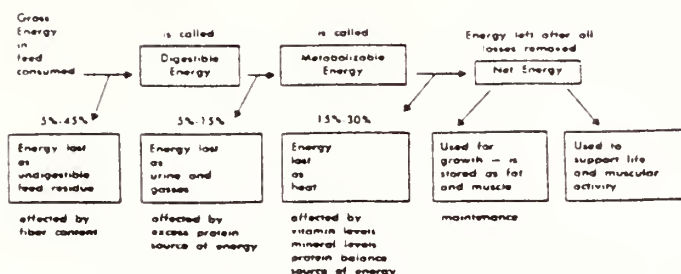 Gross
Energy
in
feed
consumed
is called
Digestible
Energy
is called
Metabolizable
Energy
Energy left after all
losses removed
Net Energy
5%-45%
Energy lost
as
undigestible
feed residue
affected by
fiber content
5%-15%
Energy lost
as
urine and
gasses
affected by
excess protein
source of energy
15%-30%
Energy
lost
as
heat
affected by
vitamin levels
mineral levels
protein balance
source of energy
Used for
growth — is
stored as fat
and muscle
maintenance
Used to
support life
and muscular
activity